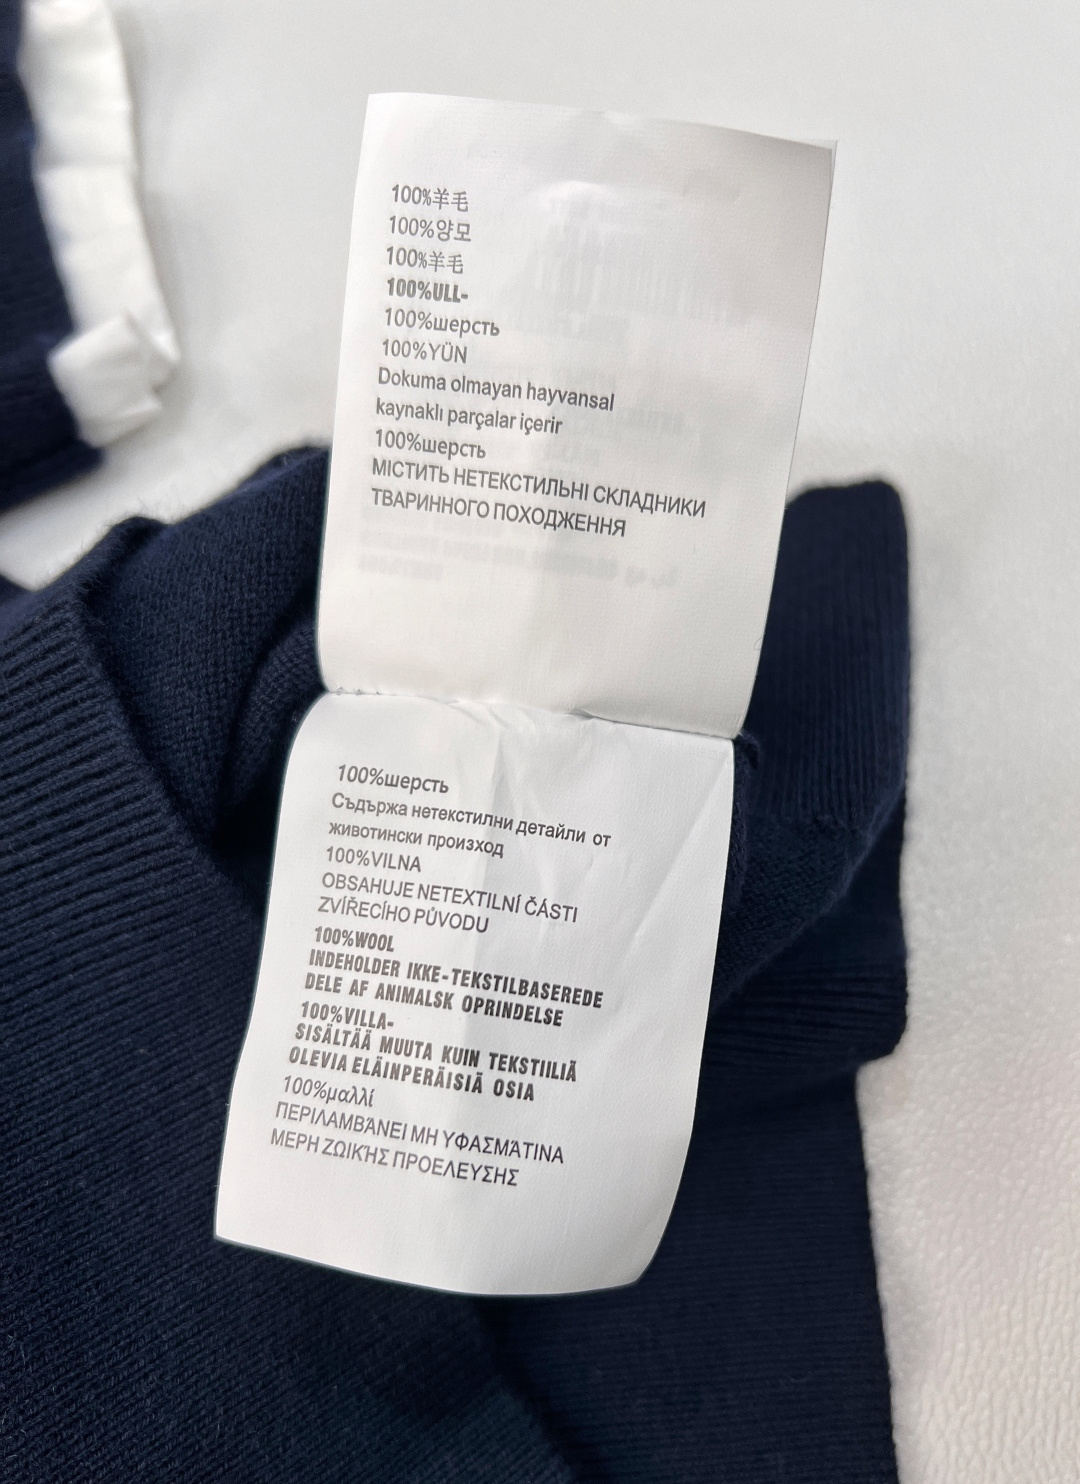 100%羊毛
100%양모
100%羊毛
100%ULL-
100%шерсть
100%YÜN
Dokuma olmayan hayvansal
kaynaklı parçalar içerir
100%шерсть
МІСТИТЬ НЕТЕКСТИЛЬНІ СКЛАДНИКИ
ТВАРИННОГО ПОХОДЖЕННЯ
100%шерсть
Съдържа нетекстилни детайли от
животински произход
100%VILNA
OBSAHUJE NETEXTILNÍ ČÁSTI
ZVÍŘECÍHO PŮVODU
100%WOOL
INDEHOLDER IKKE-TEKSTILBASEREDE
DELE AF ANIMALSK OPRINDELSE
100%VILLA-
SISÄLTÄÄ MUUTA KUIN TEKSTIILIÄ
OLEVIA ELÄINPERÄISIÄ OSIA
100%μαλλί
ΠΕΡΙΛΑΜΒΆΝΕΙ ΜΗ ΥΦΑΣΜΆΤΙΝΑ
ΜΕΡΗ ΖΩΙΚΉΣ ΠΡΟΕΛΕΥΣΗΣ